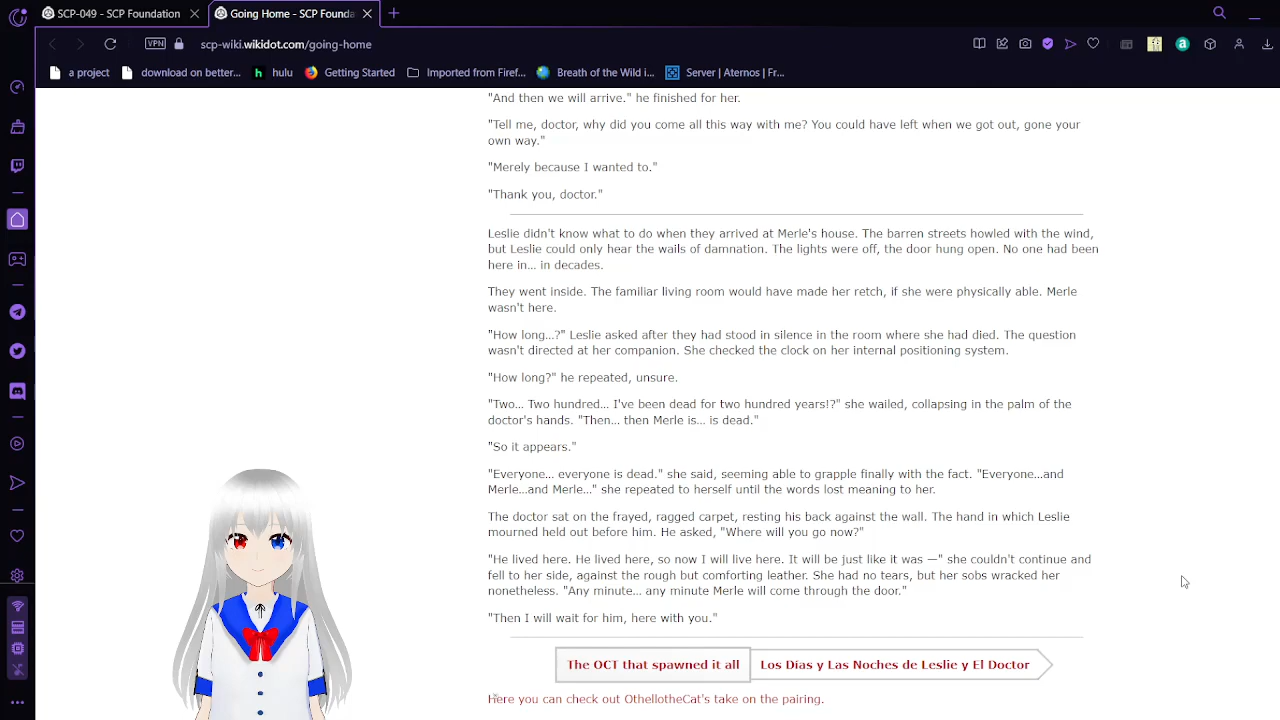 SCP-049 - SCP Foundation
Going Home - SCP Founda
scp-wiki.wikidot.com/going-home
VPN
a project
download on better...
hulu
Getting Started
Imported from Firef...
Breath of the Wild i...
Server | Aternos | Fr...
"And then we will arrive." he finished for her.
"Tell me, doctor, why did you come all this way with me? You could have left when we got out, gone your
own way."
"Merely because I wanted to."
"Thank you, doctor."
Leslie didn't know what to do when they arrived at Merle's house. The barren streets howled with the wind,
but Leslie could only hear the wails of damnation. The lights were off, the door hung open. No one had been
here in... in decades.
They went inside. The familiar living room would have made her retch, if she were physically able. Merle
wasn't here.
"How long...?" Leslie asked after they had stood in silence in the room where she had died. The question
wasn't directed at her companion. She checked the clock on her internal positioning system.
"How long?" he repeated, unsure.
"Two... Two hundred... I've been dead for two hundred years!?" she wailed, collapsing in the palm of the
doctor's hands. "Then... then Merle is... is dead."
"So it appears."
"Everyone... everyone is dead." she said, seeming able to grapple finally with the fact. "Everyone...and
Merle...and Merle..." she repeated to herself until the words lost meaning to her.
The doctor sat on the frayed, ragged carpet, resting his back against the wall. The hand in which Leslie
mourned held out before him. He asked, "Where will you go now?"
"He lived here. He lived here, so now I will live here. It will be just like it was —" she couldn't continue and
fell to her side, against the rough but comforting leather. She had no tears, but her sobs wracked her
nonetheless. "Any minute... any minute Merle will come through the door."
"Then I will wait for him, here with you."
The OCT that spawned it all
Los Días y Las Noches de Leslie y El Doctor
Here you can check out OthellotheCat's take on the pairing.